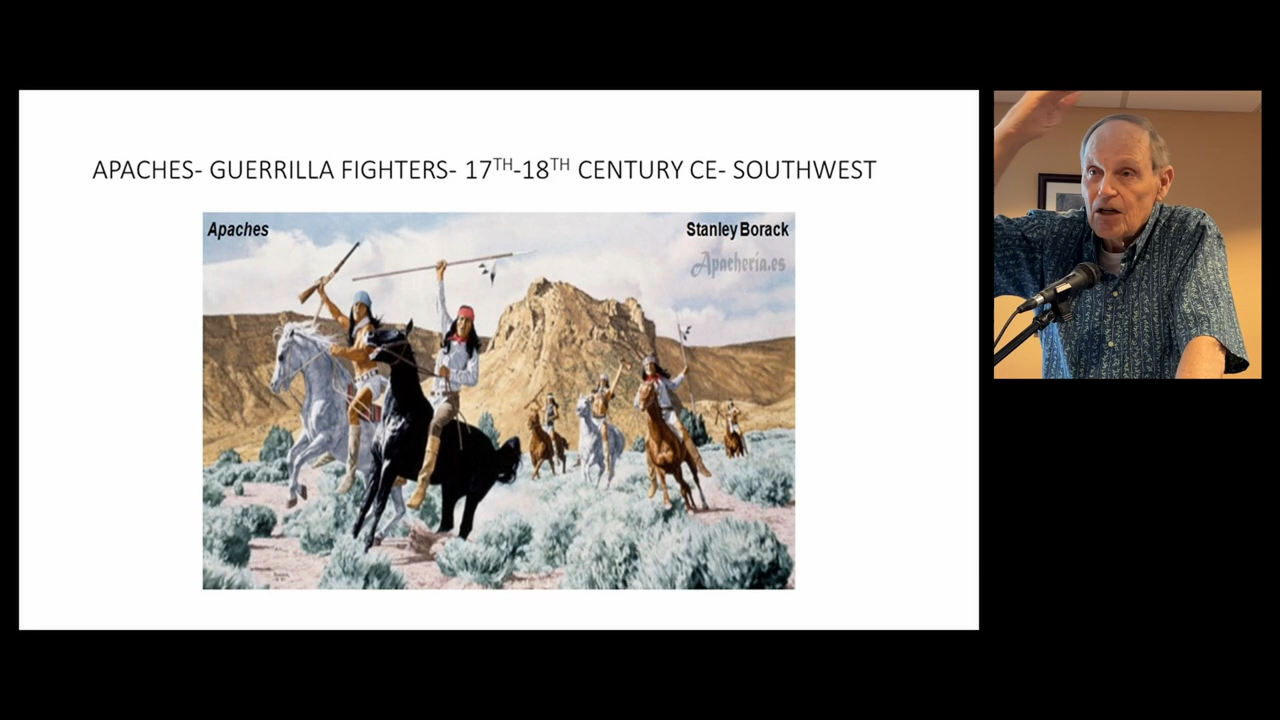 APACHES- GUERRILLA FIGHTERS- 17TH-18TH CENTURY CE- SOUTHWEST
Apaches
Stanley Borack
Apacheria.es